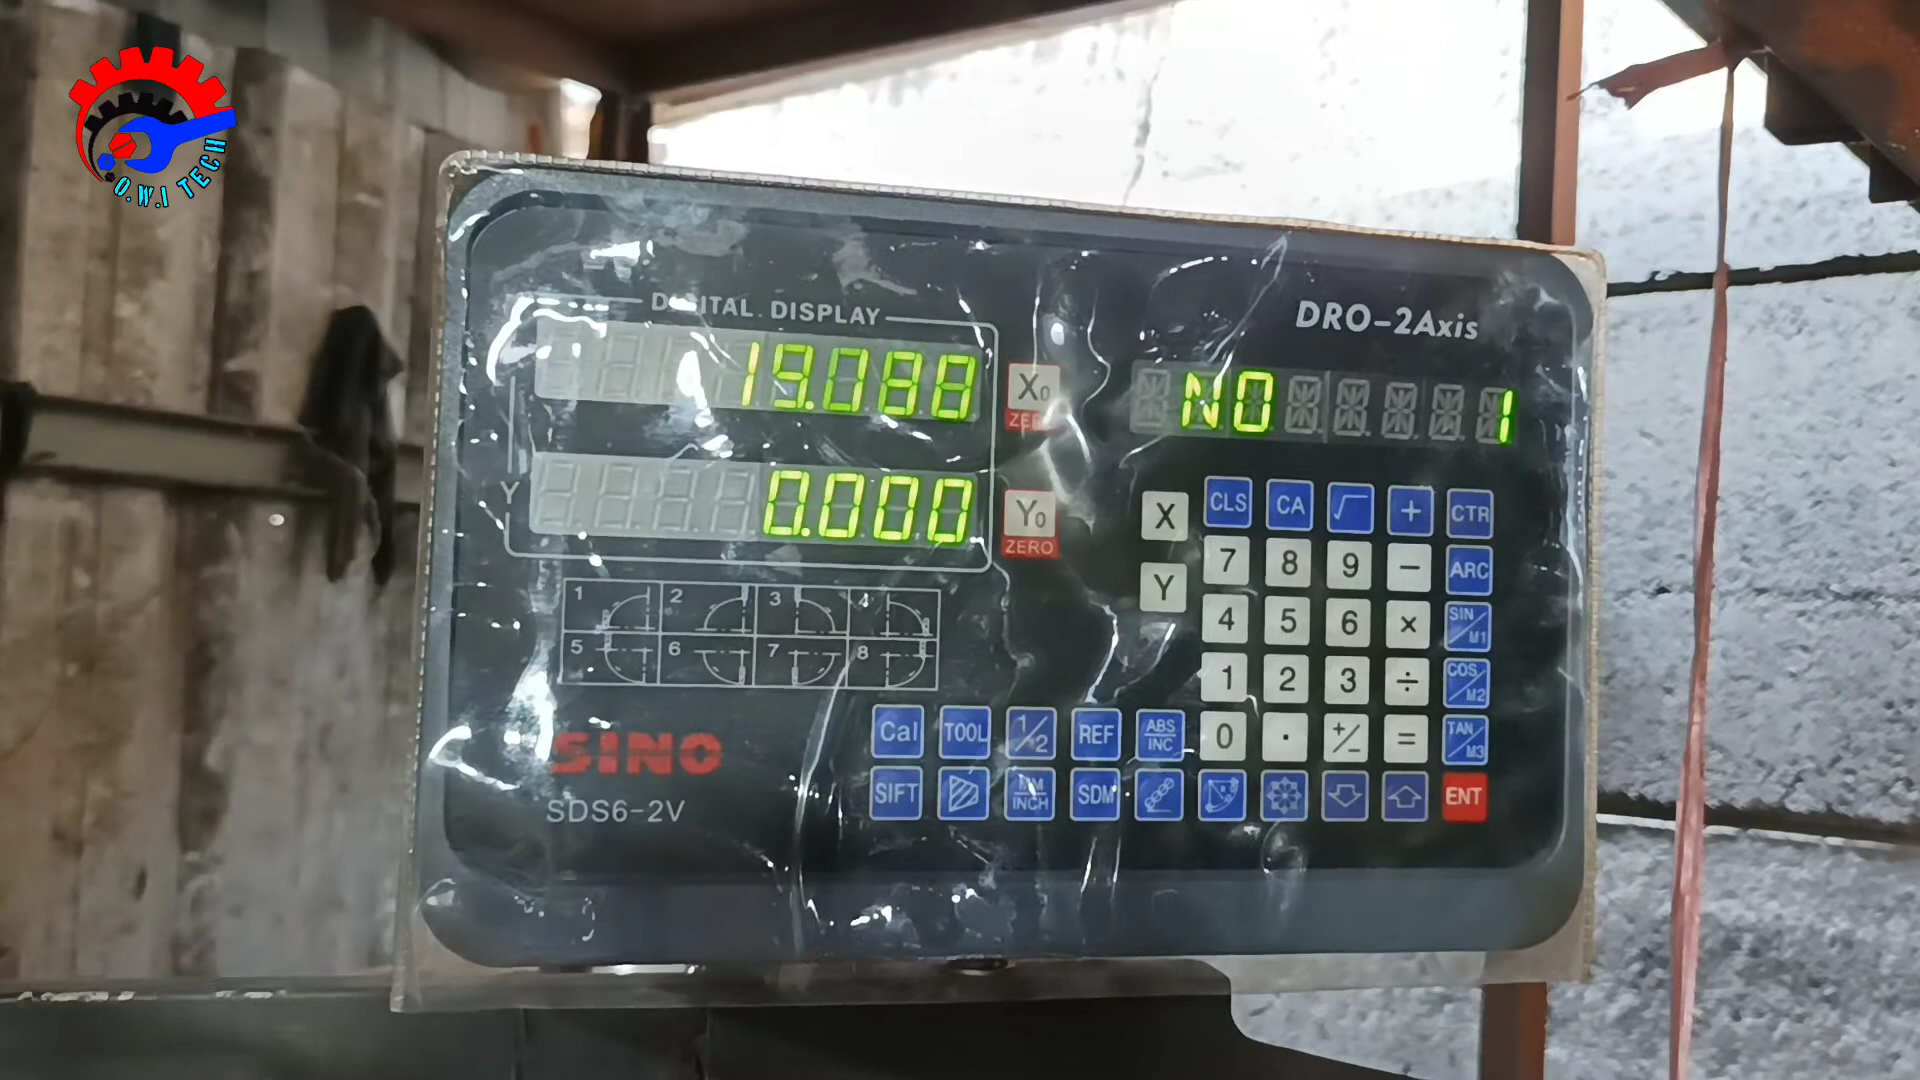 O.W.I TECH
DIGITAL DISPLAY
DRO-2Axis
19.088
X0
ZERO
NO 1
Y
0.000
Y0
ZERO
X
CLS
CA
√
+
CTR
Y
7
8
9
−
ARC
4
5
6
×
SIN/M1
1
2
3
÷
COS/M2
1
2
3
4
5
6
7
8
SINO
SDS6-2V
Cal
TOOL
1/2
REF
ABS
INC
0
.
+/−
=
TAN/M3
SIFT
MM
INCH
SDM
ENT